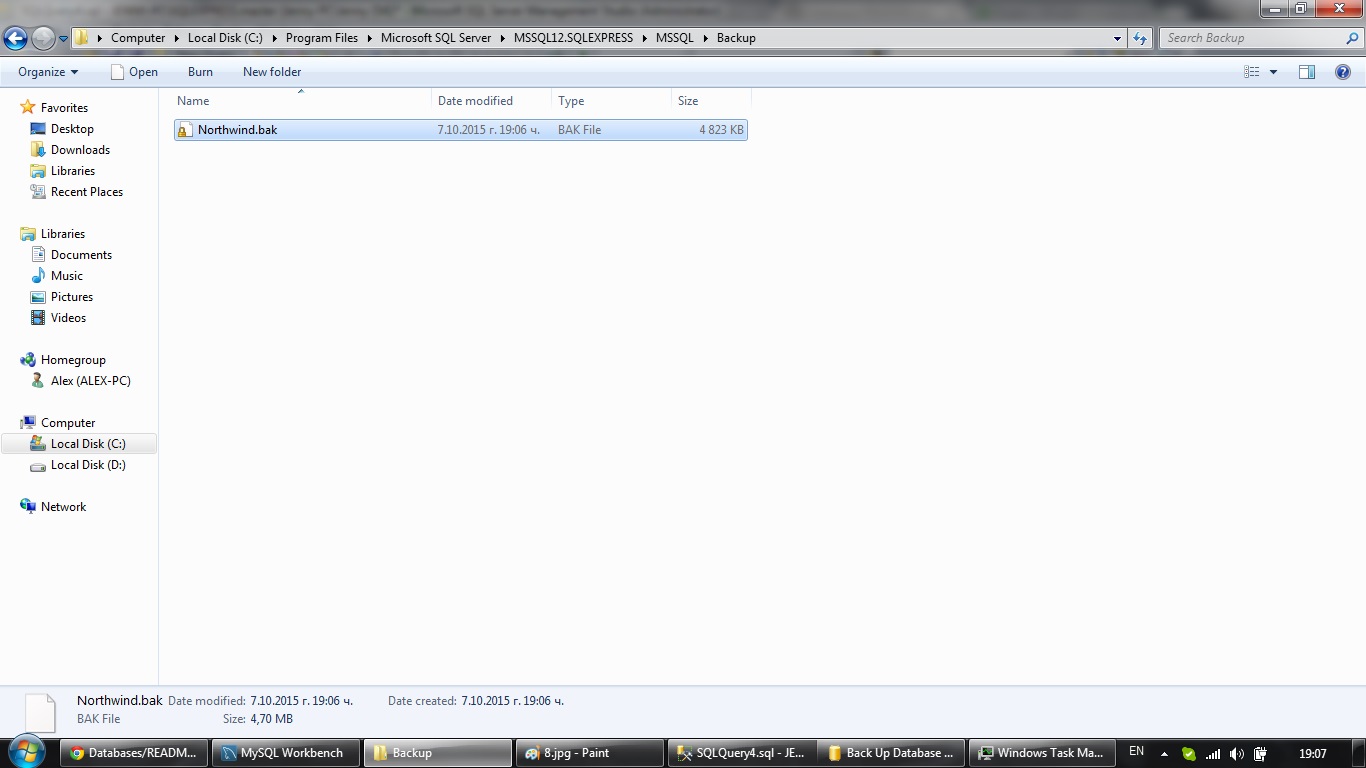 Computer Local Disk (C:) Program Files Microsoft SQL Server MSSQL12.SQLEXPRESS MSSQL Backup Search Backup
Organize Open Burn New folder
Name Date modified Type Size
Northwind.bak 7.10.2015 г. 19:06 ч. BAK File 4 823 KB
Favorites
Desktop
Downloads
Libraries
Recent Places
Libraries
Documents
Music
Pictures
Videos
Homegroup
Alex (ALEX-PC)
Computer
Local Disk (C:)
Local Disk (D:)
Network
Northwind.bak Date modified: 7.10.2015 г. 19:06 ч. Date created: 7.10.2015 г. 19:06 ч.
BAK File Size: 4,70 MB
Databases/READM... MySQL Workbench Backup 8.jpg - Paint SQLQuery4.sql - JE... Back Up Database ... Windows Task Ma... EN 19:07